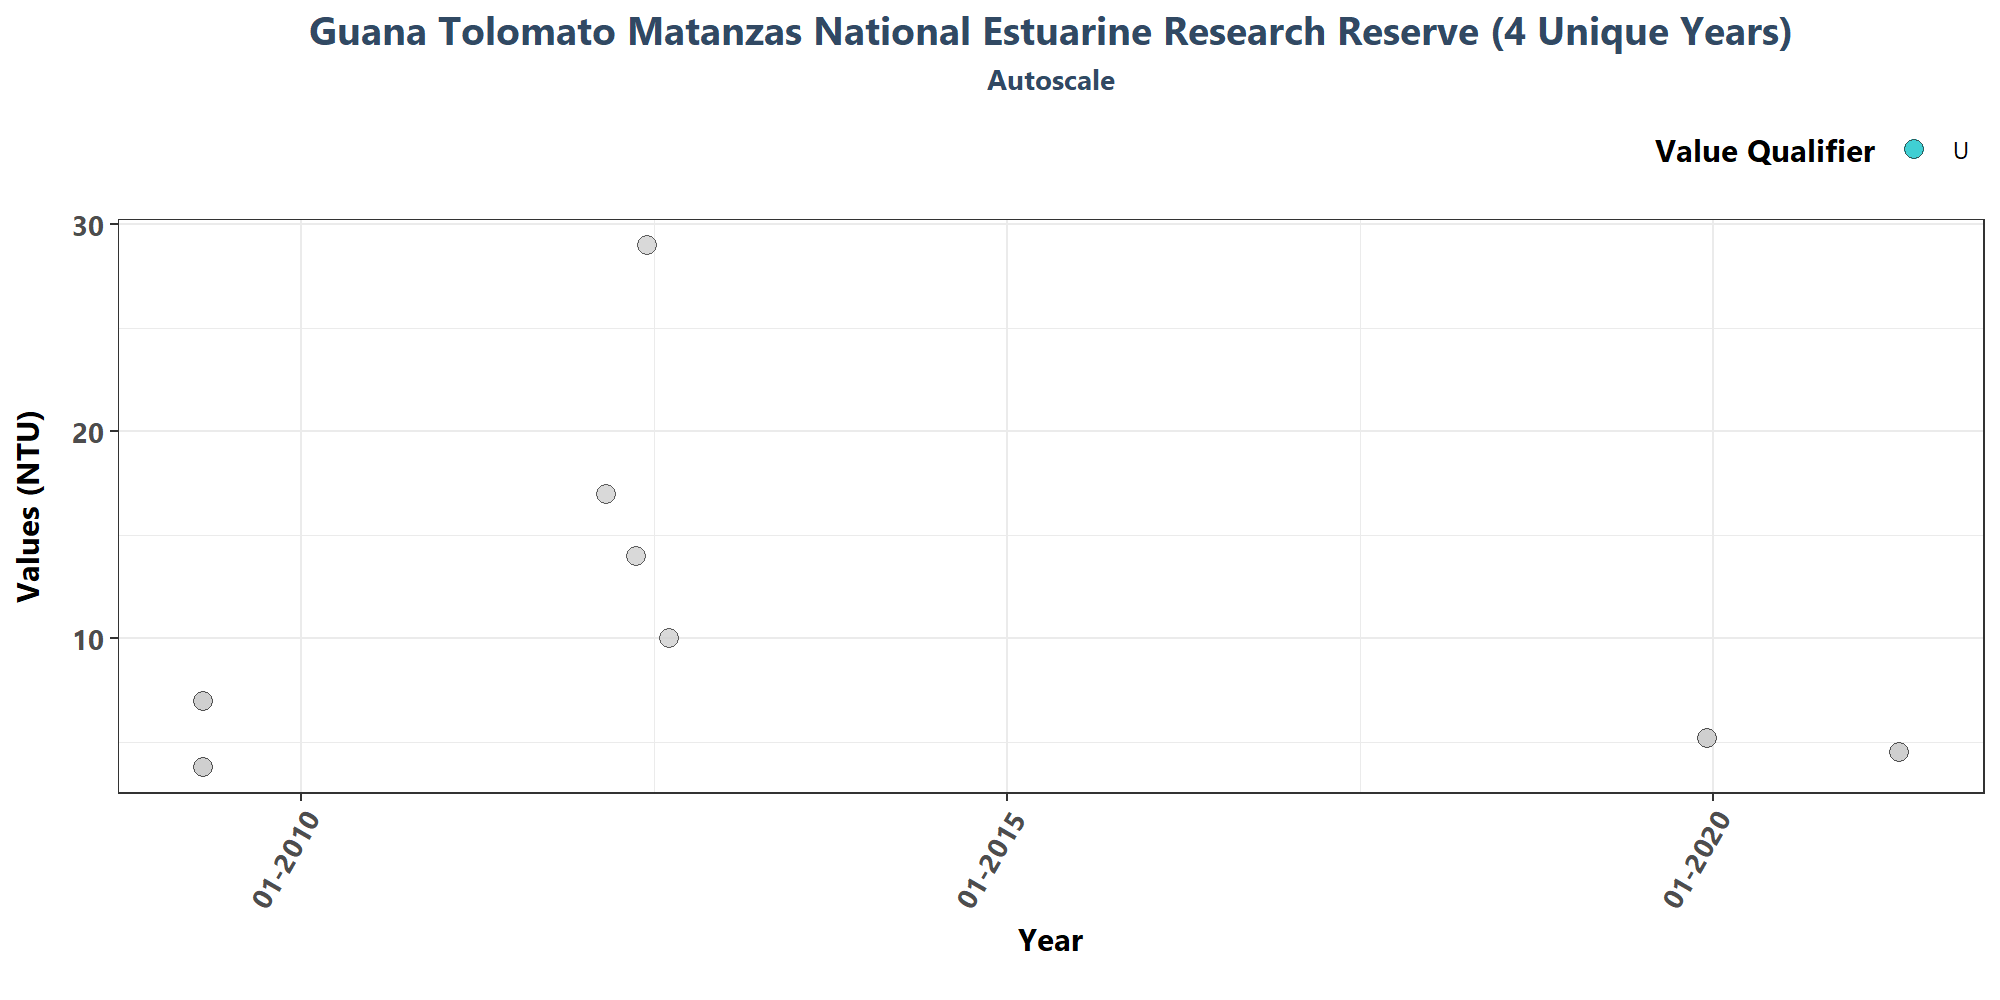 Guana Tolomato Matanzas National Estuarine Research Reserve (4 Unique Years)
Autoscale
Value Qualifier U
30
20
10
Values (NTU)
01-2010
01-2015
01-2020
Year